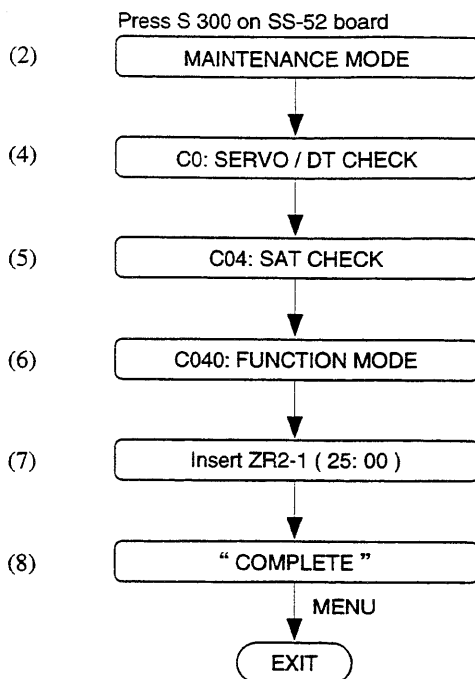 Press S 300 on SS-52 board
(2) MAINTENANCE MODE
(4) C0: SERVO / DT CHECK
(5) C04: SAT CHECK
(6) C040: FUNCTION MODE
(7) Insert ZR2-1 ( 25: 00 )
(8) “ COMPLETE ”
MENU
EXIT